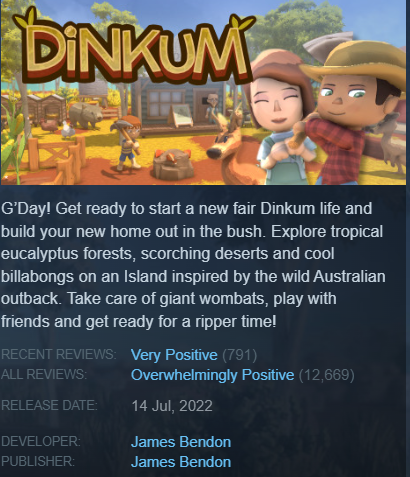 DiNKUM
G'Day! Get ready to start a new fair Dinkum life and
build your new home out in the bush. Explore tropical
eucalyptus forests, scorching deserts and cool
billabongs on an Island inspired by the wild Australian
outback. Take care of giant wombats, play with
friends and get ready for a ripper time!
RECENT REVIEWS: Very Positive (791)
ALL REVIEWS: Overwhelmingly Positive (12,669)
RELEASE DATE: 14 Jul, 2022
DEVELOPER: James Bendon
PUBLISHER: James Bendon